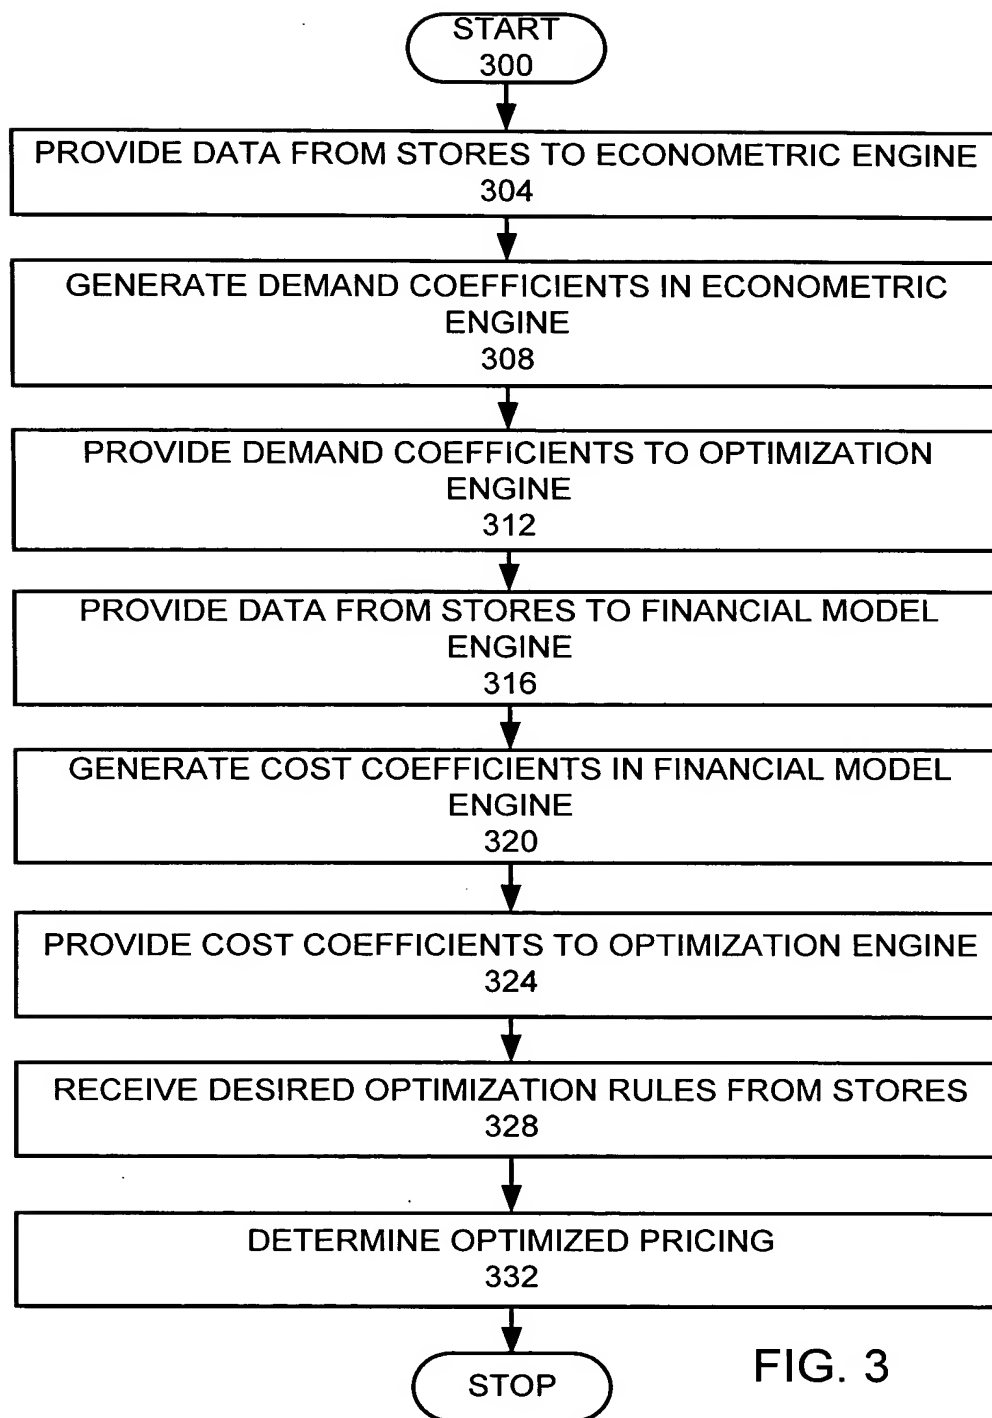 START
300
PROVIDE DATA FROM STORES TO ECONOMETRIC ENGINE
304
GENERATE DEMAND COEFFICIENTS IN ECONOMETRIC
ENGINE
308
PROVIDE DEMAND COEFFICIENTS TO OPTIMIZATION
ENGINE
312
PROVIDE DATA FROM STORES TO FINANCIAL MODEL
ENGINE
316
GENERATE COST COEFFICIENTS IN FINANCIAL MODEL
ENGINE
320
PROVIDE COST COEFFICIENTS TO OPTIMIZATION ENGINE
324
RECEIVE DESIRED OPTIMIZATION RULES FROM STORES
328
DETERMINE OPTIMIZED PRICING
332
STOP
FIG. 3